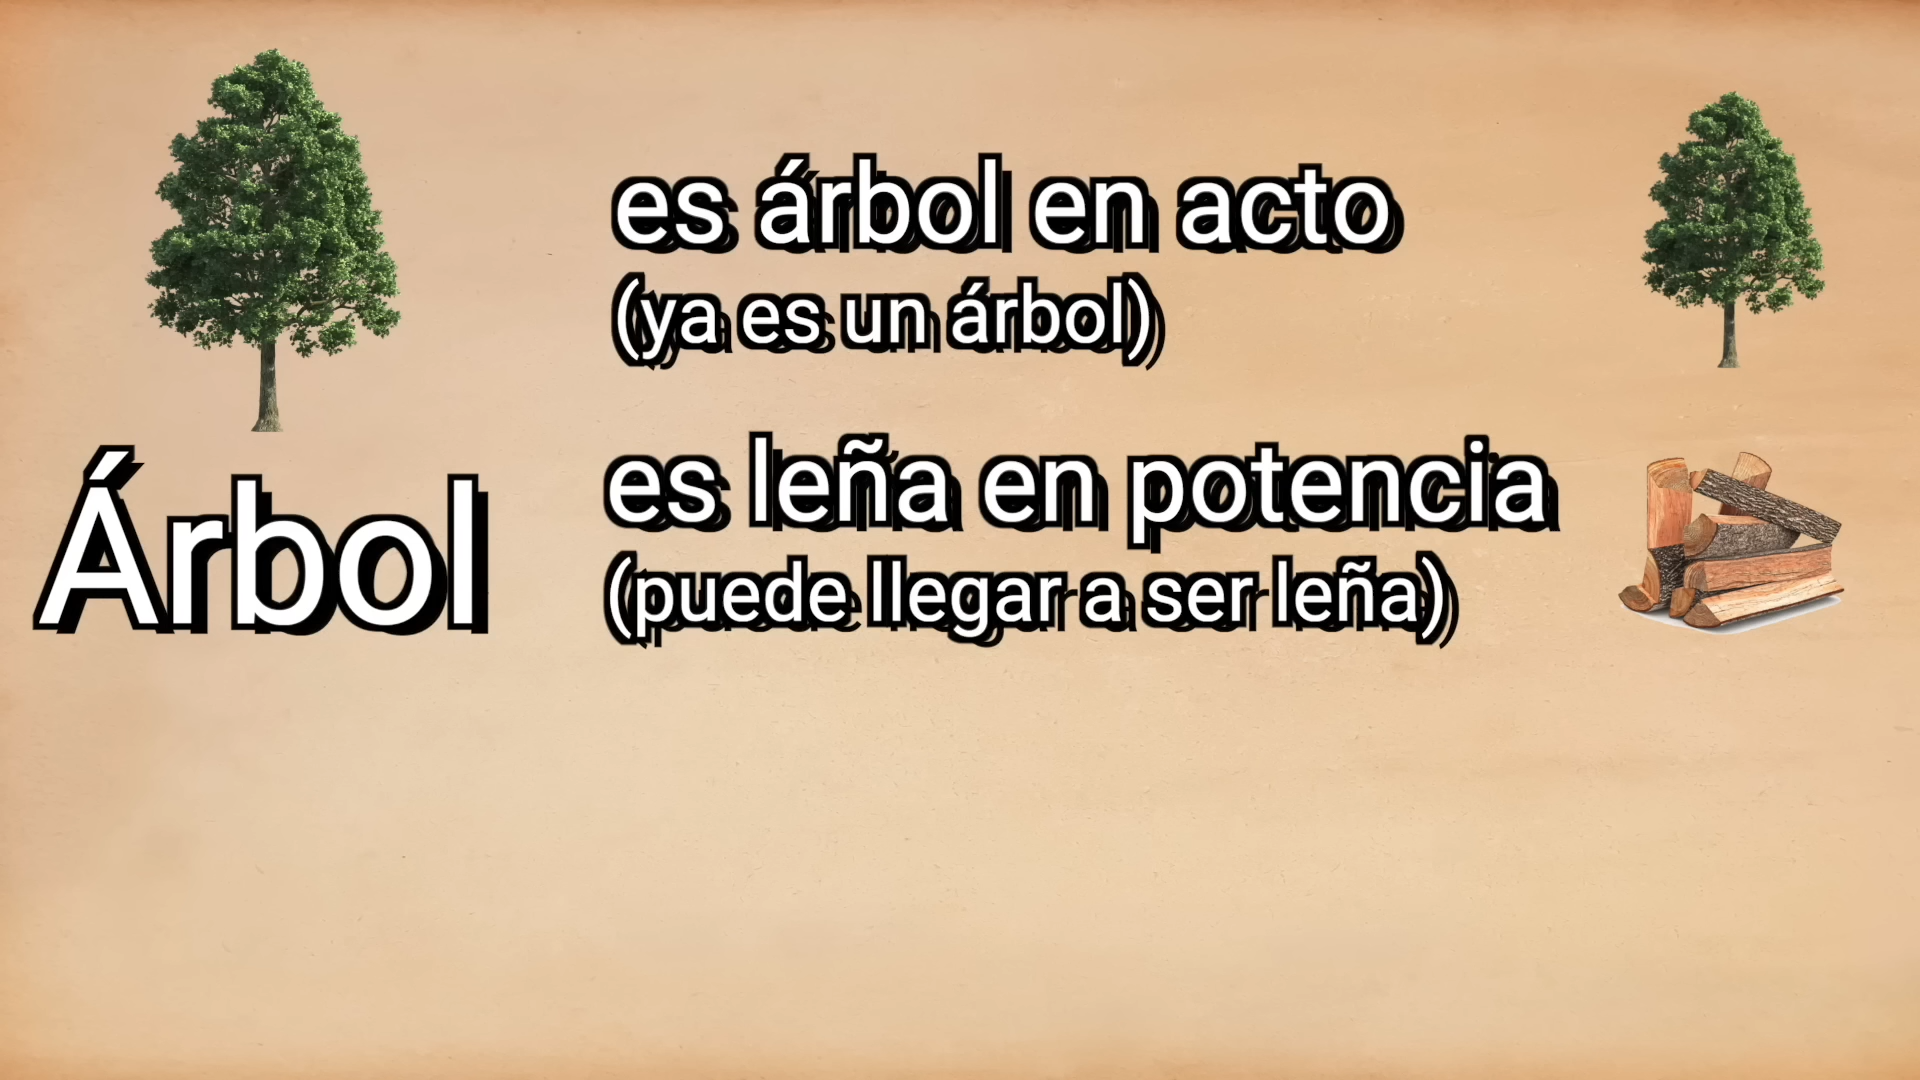 Árbol
es árbol en acto
(ya es un árbol)
es leña en potencia
(puede llegar a ser leña)